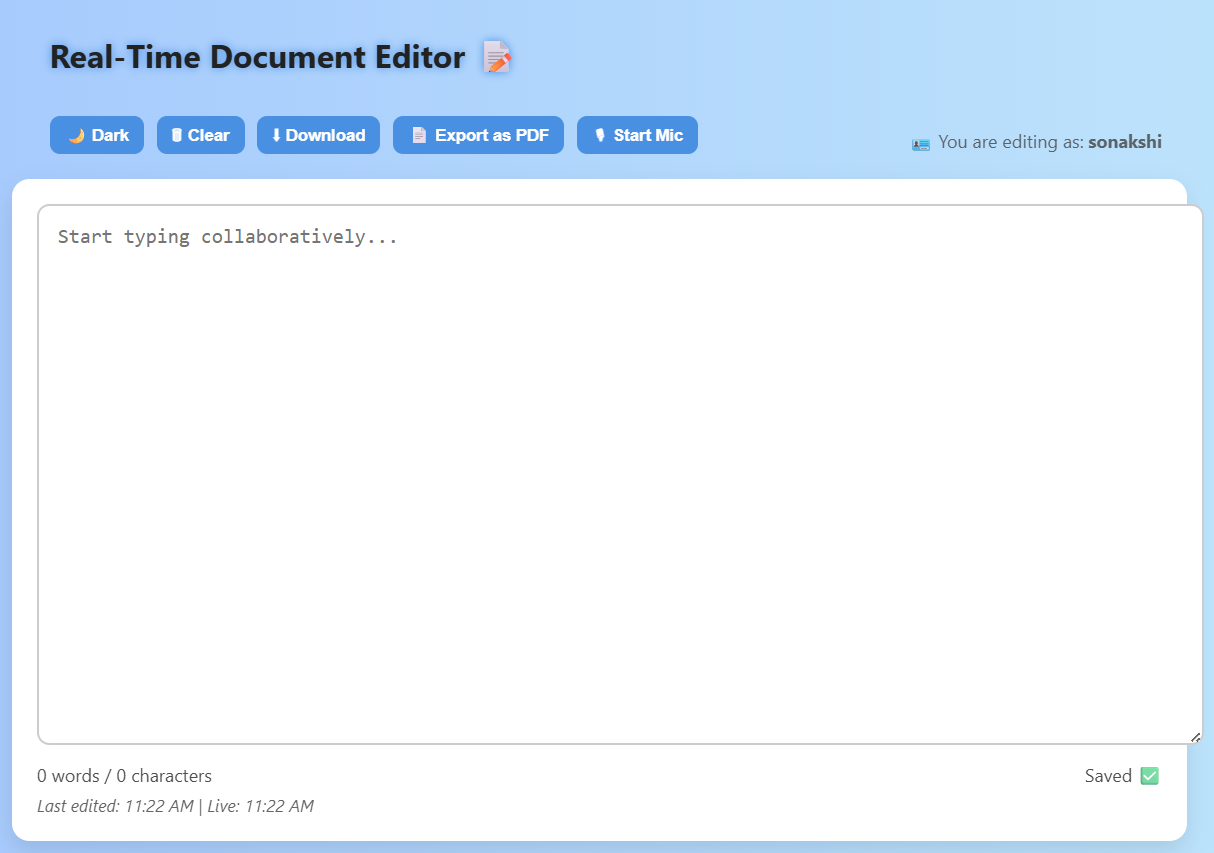 Real-Time Document Editor 📝
🌙 Dark
🗑 Clear
⬇ Download
📄 Export as PDF
🎙 Start Mic
🪪 You are editing as: sonakshi
Start typing collaboratively...
0 words / 0 characters
Saved ✅
Last edited: 11:22 AM | Live: 11:22 AM